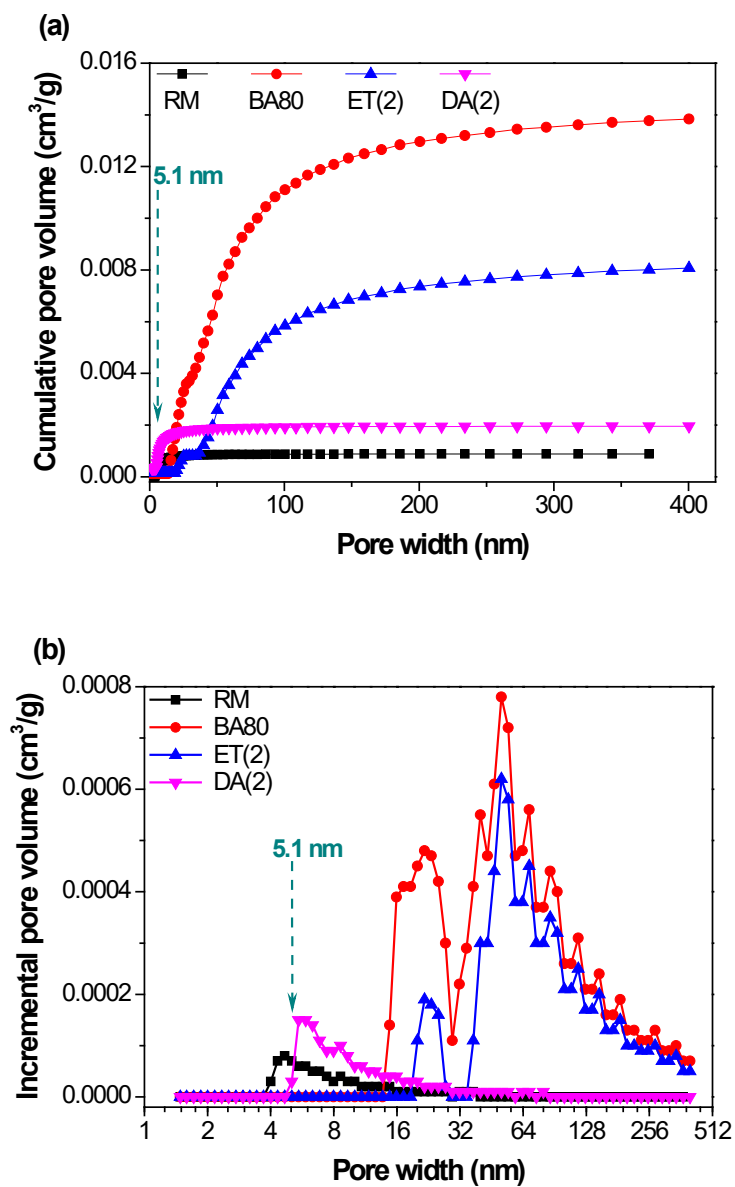 (a)
0.016
0.012
0.008
0.004
0.000
Cumulative pore volume (cm³/g)
RM BA80 ET(2) DA(2)
5.1 nm
0 100 200 300 400
Pore width (nm)
(b)
0.0008
0.0006
0.0004
0.0002
0.0000
Incremental pore volume (cm³/g)
RM
BA80
ET(2)
DA(2)
5.1 nm
1 2 4 8 16 32 64 128 256 512
Pore width (nm)